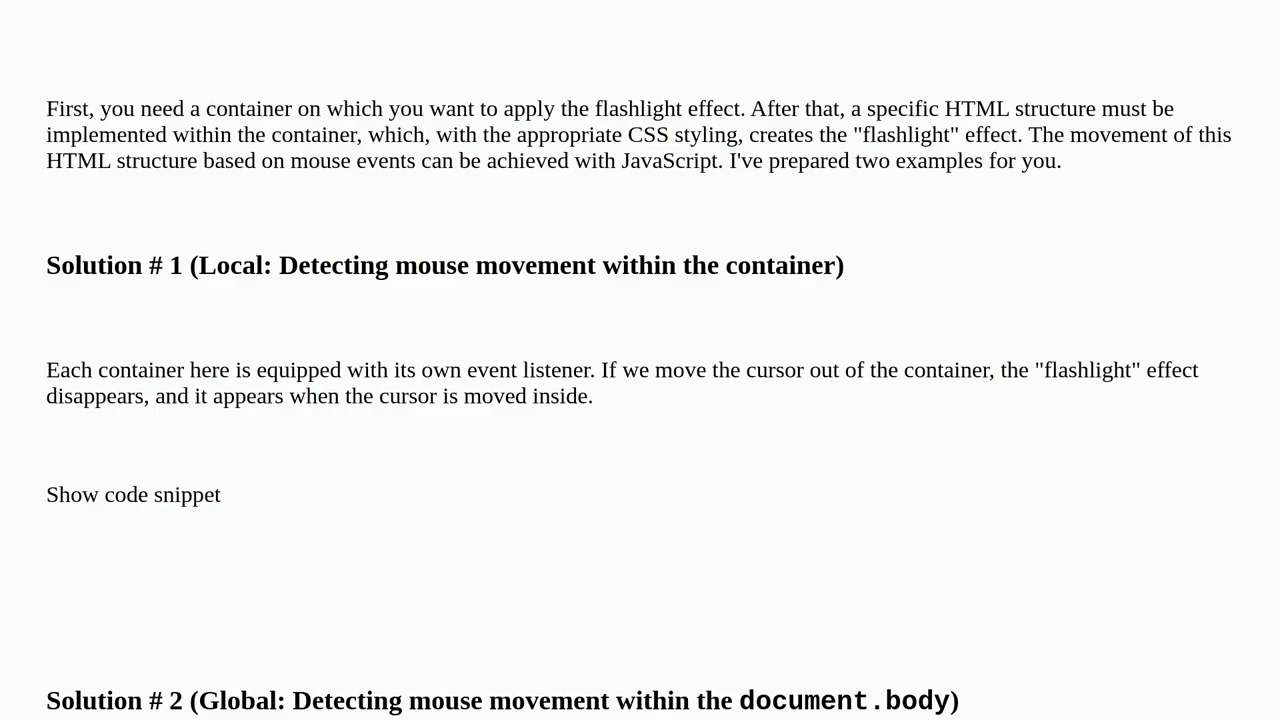 First, you need a container on which you want to apply the flashlight effect. After that, a specific HTML structure must be
implemented within the container, which, with the appropriate CSS styling, creates the "flashlight" effect. The movement of this
HTML structure based on mouse events can be achieved with JavaScript. I've prepared two examples for you.
Solution # 1 (Local: Detecting mouse movement within the container)
Each container here is equipped with its own event listener. If we move the cursor out of the container, the "flashlight" effect
disappears, and it appears when the cursor is moved inside.
Show code snippet
Solution # 2 (Global: Detecting mouse movement within the document.body)